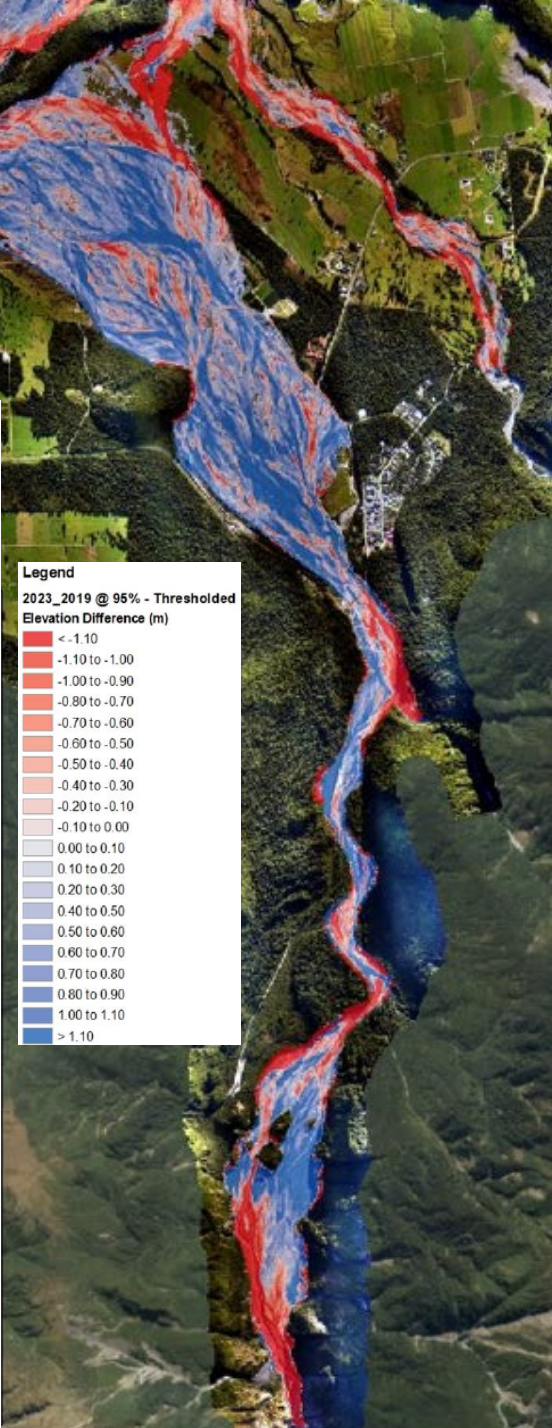 Legend
2023_2019 @ 95% - Thresholded
Elevation Difference (m)
< -1.10
-1.10 to -1.00
-1.00 to -0.90
-0.80 to -0.70
-0.70 to -0.60
-0.60 to -0.50
-0.50 to -0.40
-0.40 to -0.30
-0.20 to -0.10
-0.10 to 0.00
0.00 to 0.10
0.10 to 0.20
0.20 to 0.30
0.40 to 0.50
0.50 to 0.60
0.60 to 0.70
0.70 to 0.80
0.80 to 0.90
1.00 to 1.10
> 1.10